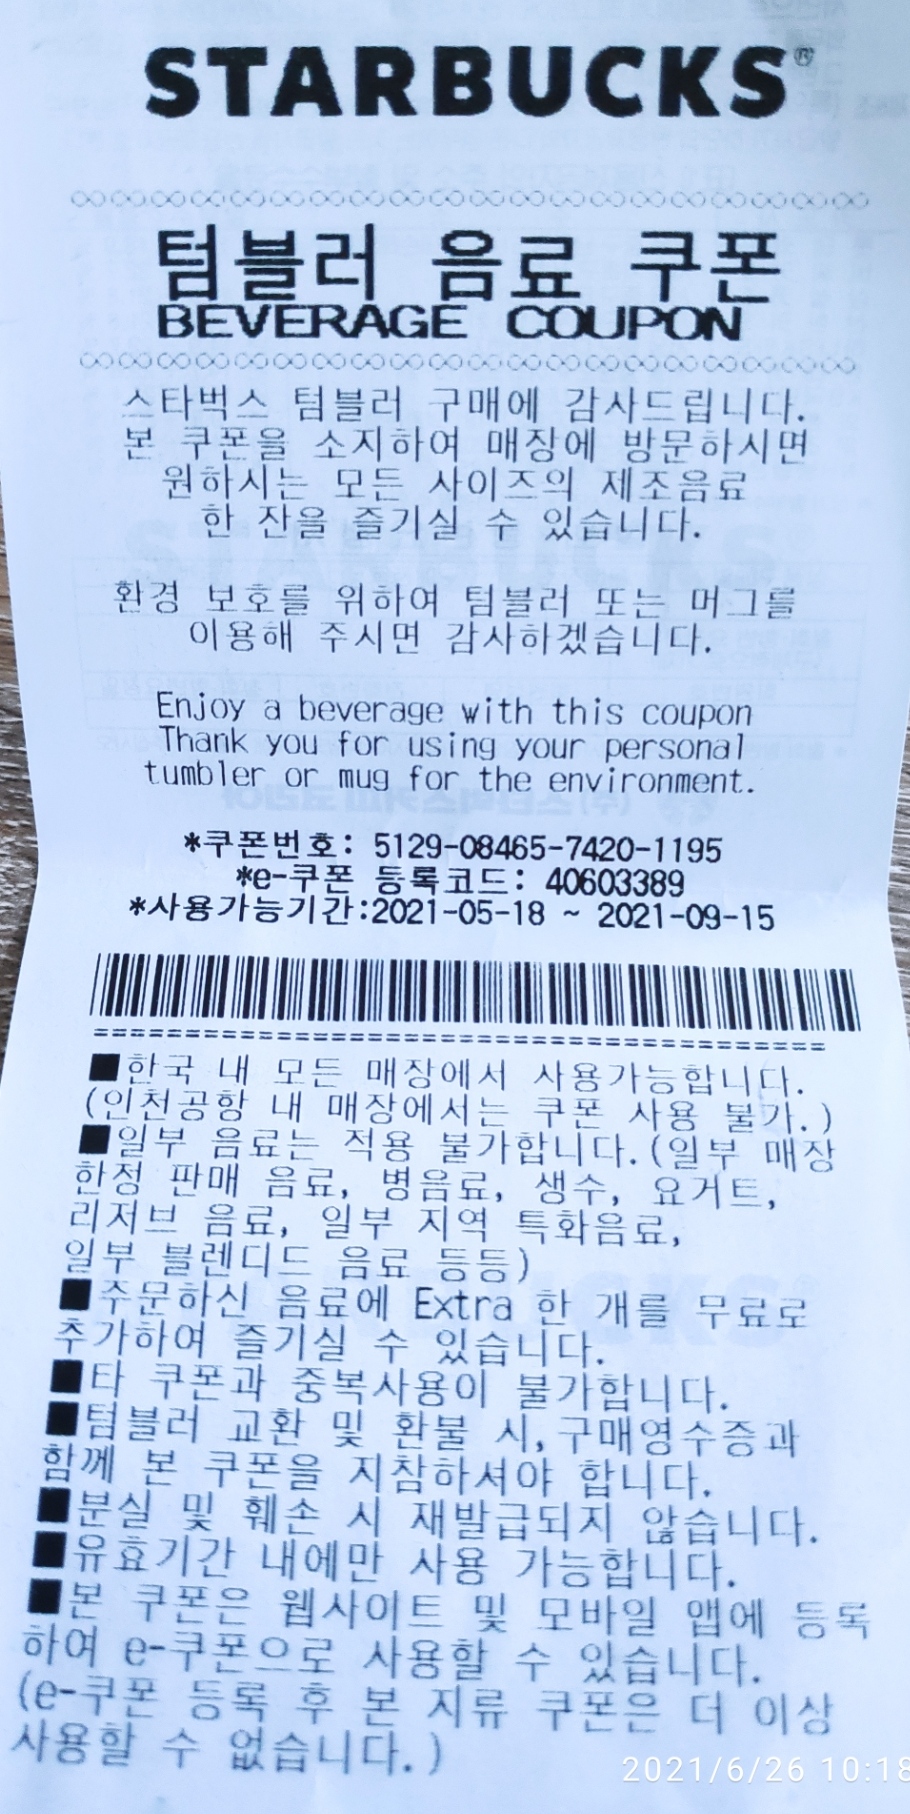 STARBUCKS®
텀블러 음료 쿠폰
BEVERAGE COUPON
스타벅스 텀블러 구매에 감사드립니다.
본 쿠폰을 소지하여 매장에 방문하시면
원하시는 모든 사이즈의 제조음료
한 잔을 즐기실 수 있습니다.
환경 보호를 위하여 텀블러 또는 머그를
이용해 주시면 감사하겠습니다.
Enjoy a beverage with this coupon
Thank you for using your personal
tumbler or mug for the environment.
*쿠폰번호: 5129-08465-7420-1195
*e-쿠폰 등록코드: 40603389
*사용가능기간:2021-05-18 ~ 2021-09-15
■한국 내 모든 매장에서 사용가능합니다.
(인천공항 내 매장에서는 쿠폰 사용 불가.)
■일부 음료는 적용 불가합니다.(일부 매장
한정 판매 음료, 병음료, 생수, 요거트,
리저브 음료, 일부 지역 특화음료,
일부 블렌디드 음료 등등)
■주문하신 음료에 Extra 한 개를 무료로
추가하여 즐기실 수 있습니다.
■타 쿠폰과 중복사용이 불가합니다.
■텀블러 교환 및 환불 시,구매영수증과
함께 본 쿠폰을 지참하셔야 합니다.
■분실 및 훼손 시 재발급되지 않습니다.
■유효기간 내에만 사용 가능합니다.
■본 쿠폰은 웹사이트 및 모바일 앱에 등록
하여 e-쿠폰으로 사용할 수 있습니다.
(e-쿠폰 등록 후 본 지류 쿠폰은 더 이상
사용할 수 없습니다.)
2021/6/26 10:18